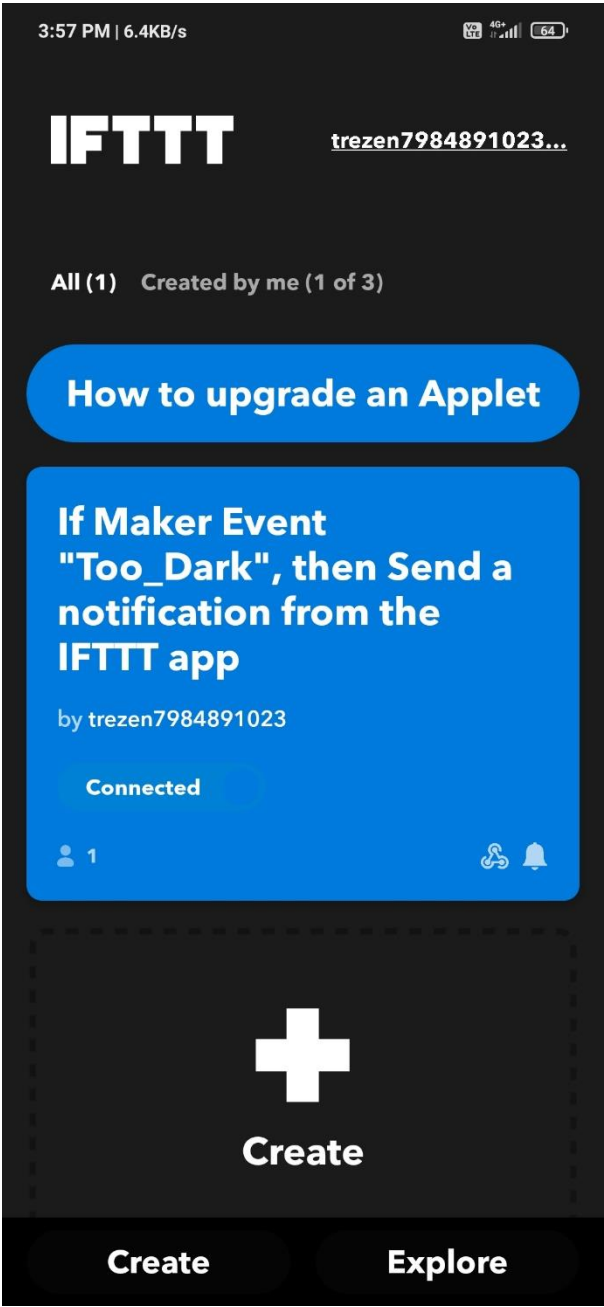 3:57 PM | 6.4KB/s Vo LTE 4G+ 64
IFTTT
trezen7984891023...
All (1) Created by me (1 of 3)
How to upgrade an Applet
If Maker Event
"Too_Dark", then Send a
notification from the
IFTTT app
by trezen7984891023
Connected
1
Create
Create Explore